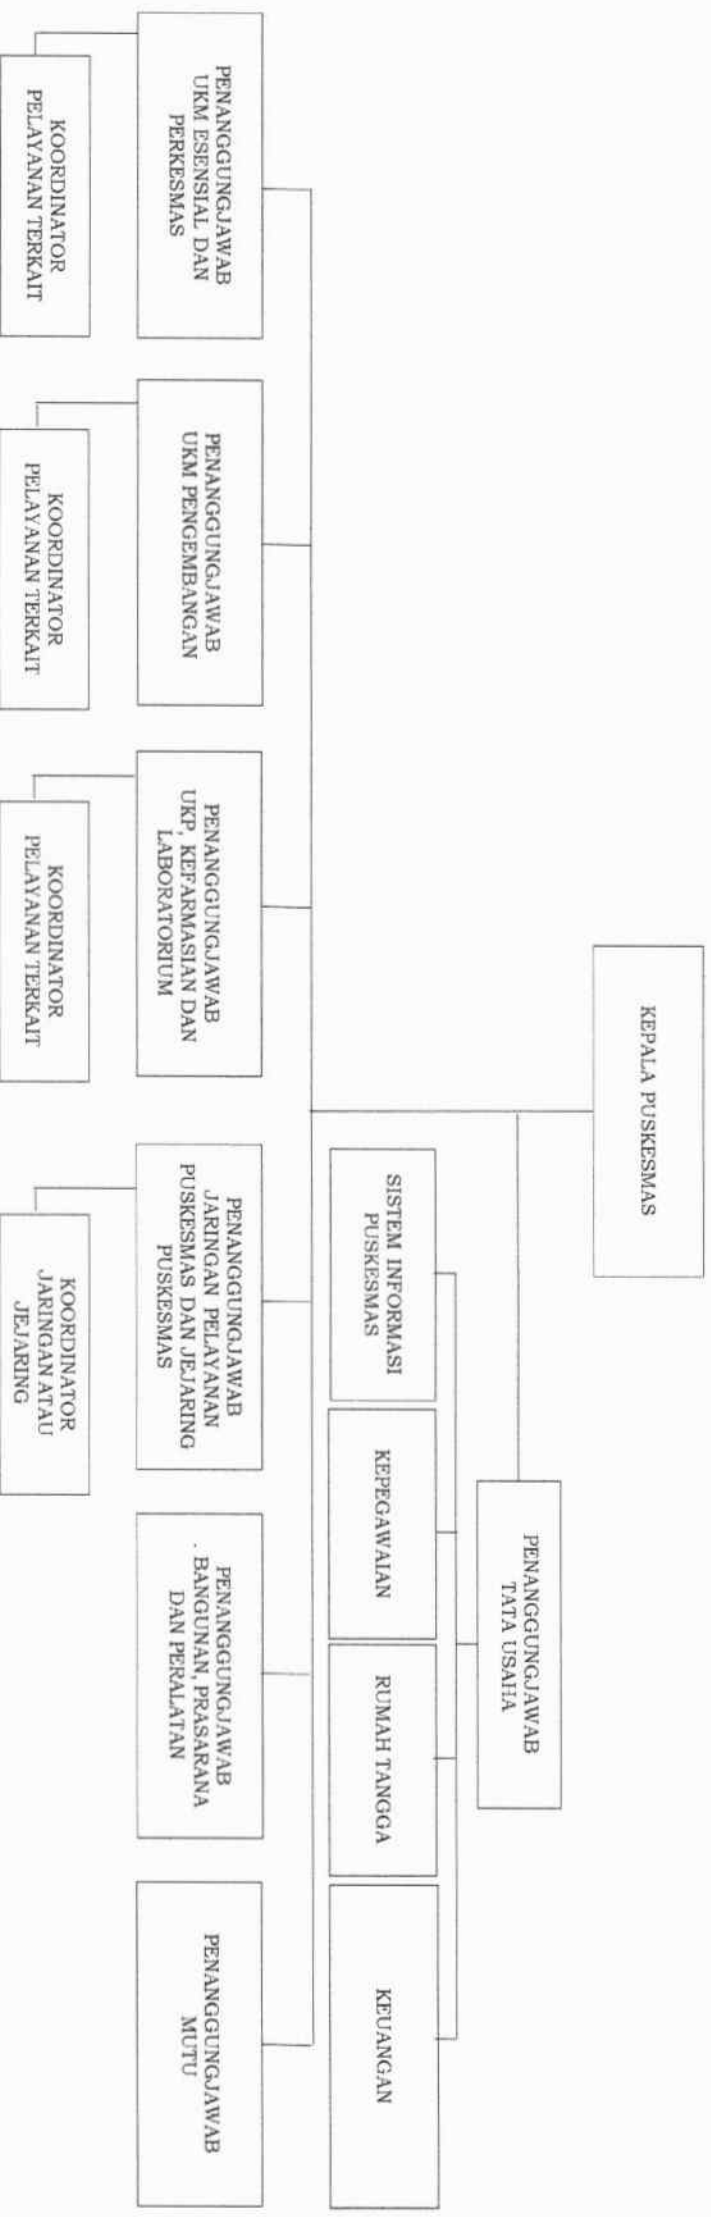 KEPALA PUSKESMAS
PENANGGUNGJAWAB
TATA USAHA
SISTEM INFORMASI
PUSKESMAS
KEPEGAWAIAN
RUMAH TANGGA
KEUANGAN
PENANGGUNGJAWAB
UKM ESENSIAL DAN
PERKESMAS
PENANGGUNGJAWAB
UKM PENGEMBANGAN
PENANGGUNGJAWAB
UKP, KEFARMASIAN DAN
LABORATORIUM
PENANGGUNGJAWAB
JARINGAN PELAYANAN
PUSKESMAS DAN JEJARING
PUSKESMAS
PENANGGUNGJAWAB
. BANGUNAN, PRASARANA
DAN PERALATAN
PENANGGUNGJAWAB
MUTU
KOORDINATOR
PELAYANAN TERKAIT
KOORDINATOR
PELAYANAN TERKAIT
KOORDINATOR
PELAYANAN TERKAIT
KOORDINATOR
JARINGAN ATAU
JEJARING